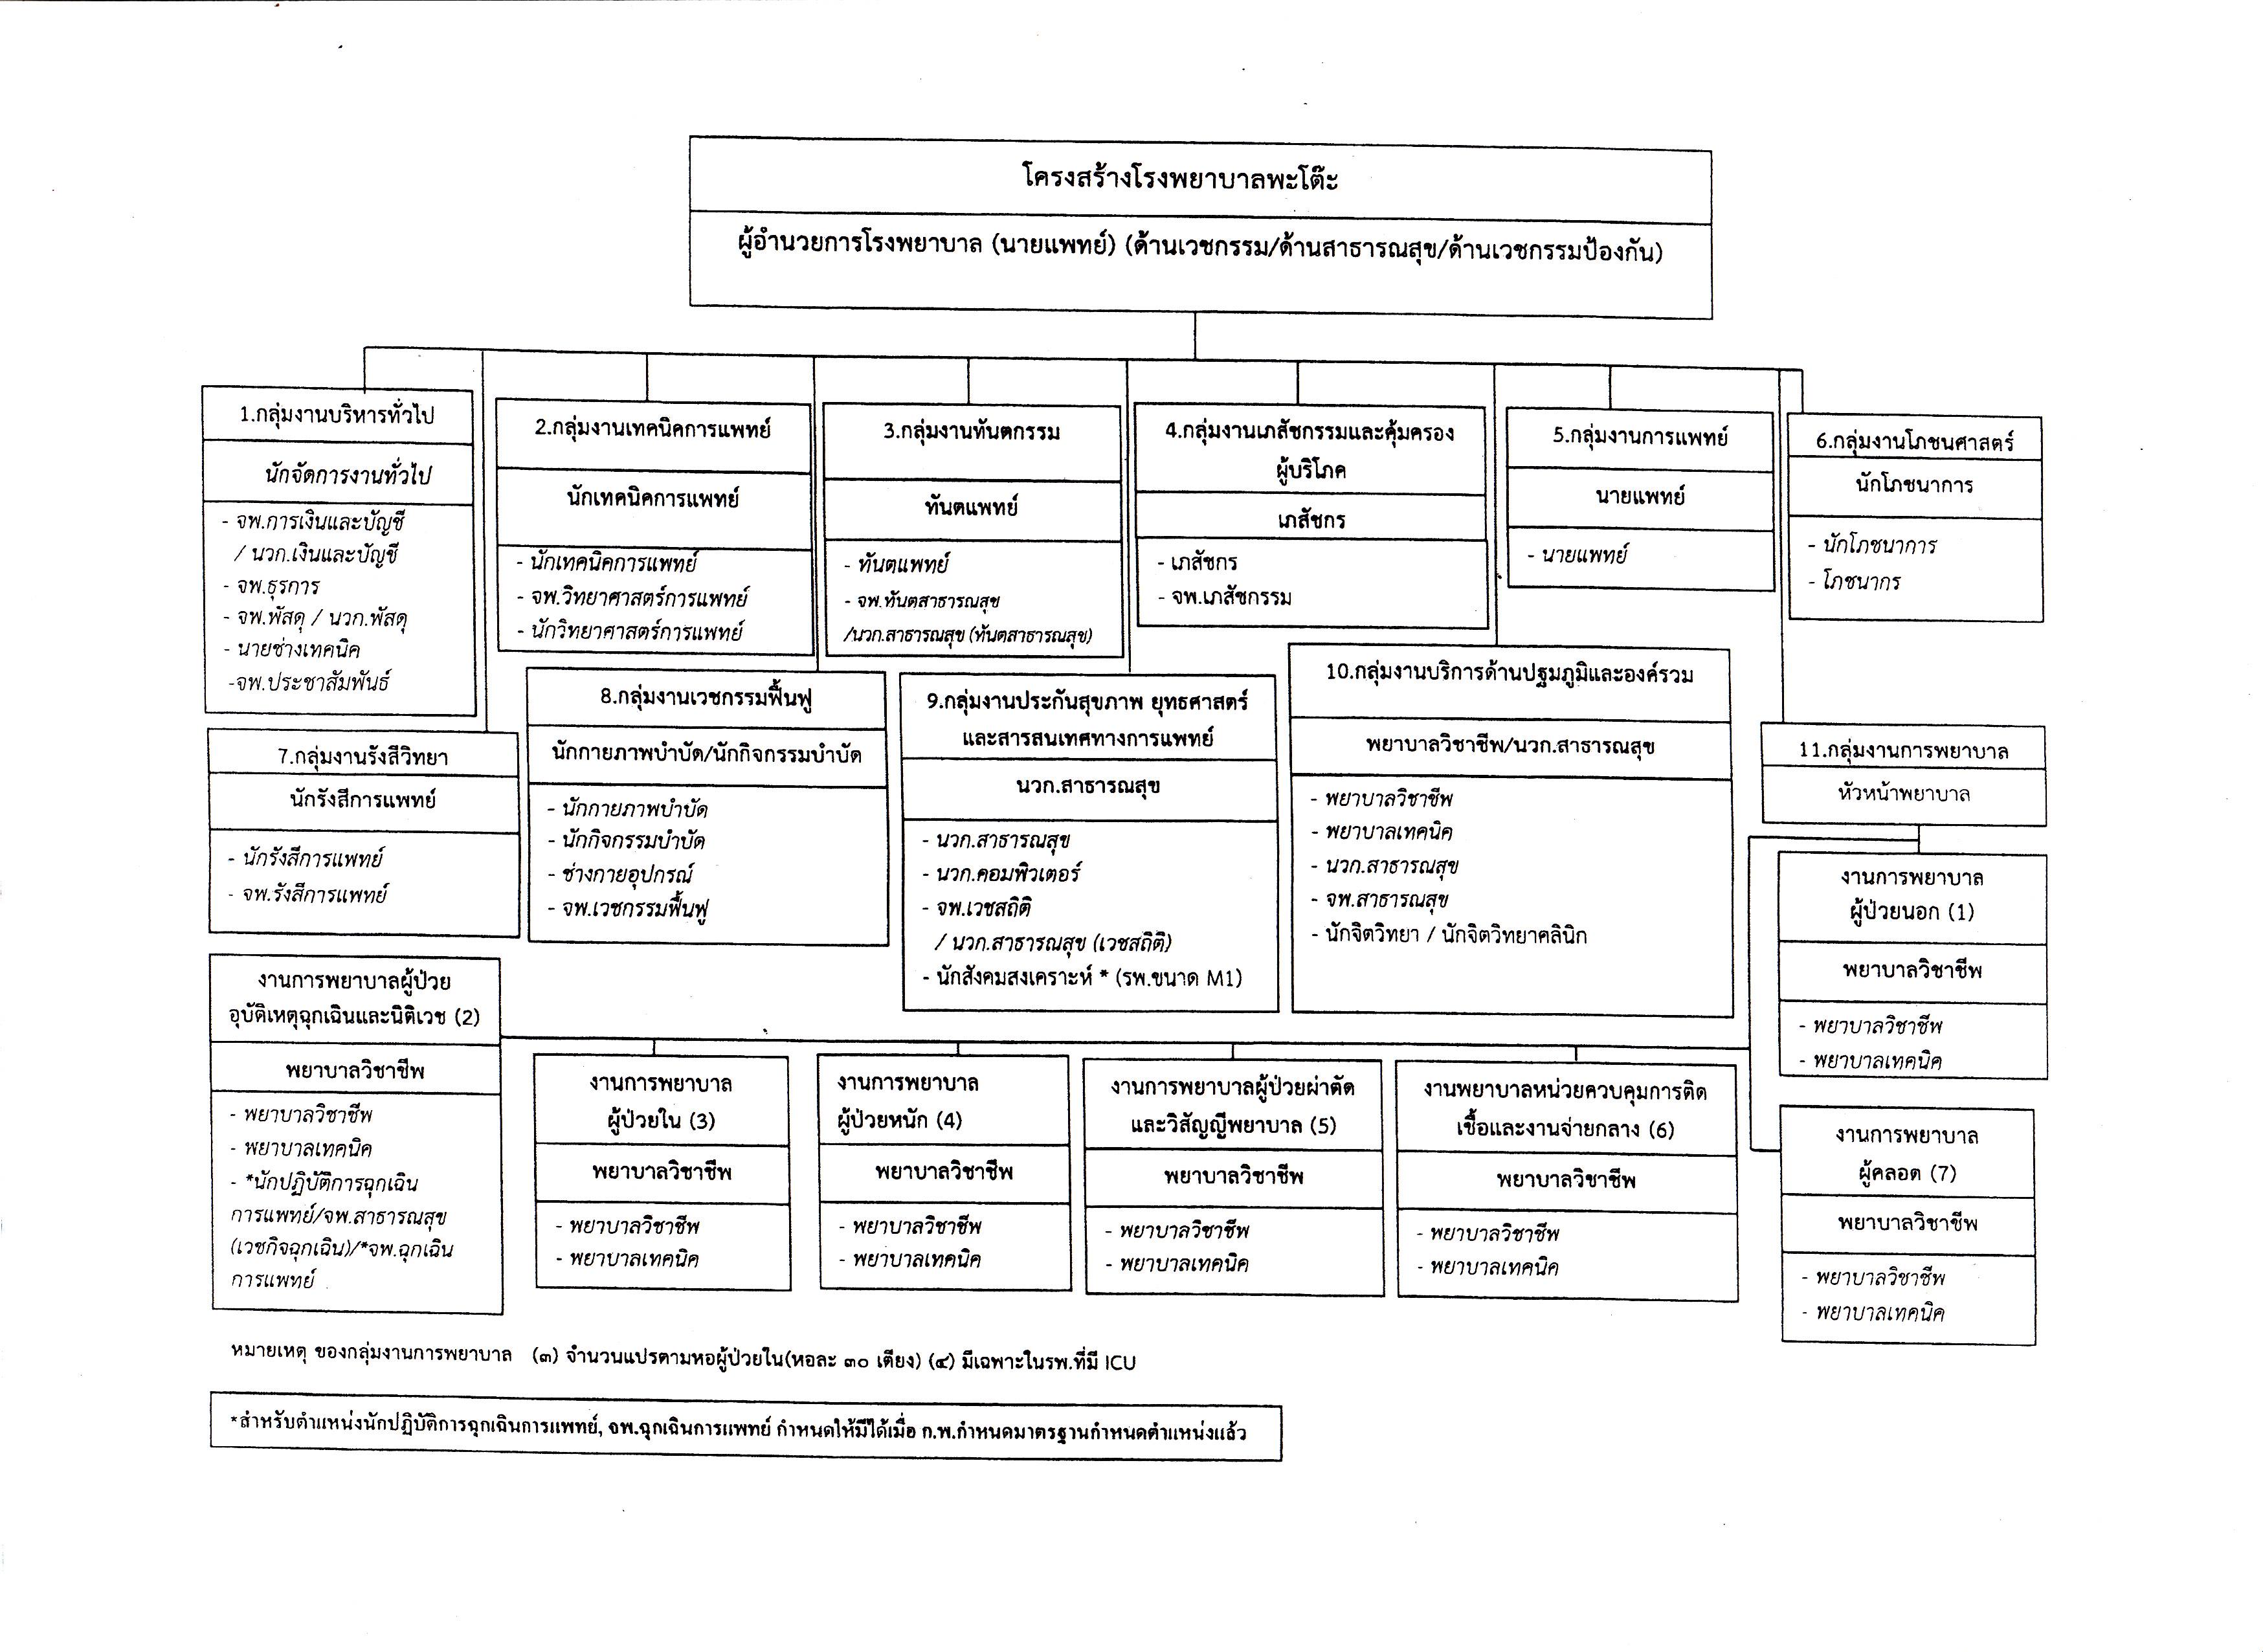 โครงสร้างโรงพยาบาลพะโต๊ะ
ผู้อำนวยการโรงพยาบาล (นายแพทย์) (ด้านเวชกรรม/ด้านสาธารณสุข/ด้านเวชกรรมป้องกัน)
1.กลุ่มงานบริหารทั่วไป
นักจัดการงานทั่วไป
- จพ.การเงินและบัญชี
/ นวก.เงินและบัญชี
- จพ.ธุรการ
- จพ.พัสดุ / นวก.พัสดุ
- นายช่างเทคนิค
-จพ.ประชาสัมพันธ์
2.กลุ่มงานเทคนิคการแพทย์
นักเทคนิคการแพทย์
- นักเทคนิคการแพทย์
- จพ.วิทยาศาสตร์การแพทย์
- นักวิทยาศาสตร์การแพทย์
3.กลุ่มงานทันตกรรม
ทันตแพทย์
- ทันตแพทย์
- จพ.ทันตสาธารณสุข
/นวก.สาธารณสุข (ทันตสาธารณสุข)
4.กลุ่มงานเภสัชกรรมและคุ้มครอง
ผู้บริโภค
เภสัชกร
- เภสัชกร
- จพ.เภสัชกรรม
5.กลุ่มงานการแพทย์
นายแพทย์
- นายแพทย์
6.กลุ่มงานโภชนศาสตร์
นักโภชนาการ
- นักโภชนาการ
- โภชนากร
7.กลุ่มงานรังสีวิทยา
นักรังสีการแพทย์
- นักรังสีการแพทย์
- จพ.รังสีการแพทย์
8.กลุ่มงานเวชกรรมฟื้นฟู
นักกายภาพบำบัด/นักกิจกรรมบำบัด
- นักกายภาพบำบัด
- นักกิจกรรมบำบัด
- ช่างกายอุปกรณ์
- จพ.เวชกรรมฟื้นฟู
9.กลุ่มงานประกันสุขภาพ ยุทธศาสตร์
และสารสนเทศทางการแพทย์
นวก.สาธารณสุข
- นวก.สาธารณสุข
- นวก.คอมพิวเตอร์
- จพ.เวชสถิติ
/ นวก.สาธารณสุข (เวชสถิติ)
- นักสังคมสงเคราะห์ * (รพ.ขนาด M1)
10.กลุ่มงานบริการด้านปฐมภูมิและองค์รวม
พยาบาลวิชาชีพ/นวก.สาธารณสุข
- พยาบาลวิชาชีพ
- พยาบาลเทคนิค
- นวก.สาธารณสุข
- จพ.สาธารณสุข
- นักจิตวิทยา / นักจิตวิทยาคลินิก
11.กลุ่มงานการพยาบาล
หัวหน้าพยาบาล
งานการพยาบาล
ผู้ป่วยนอก (1)
พยาบาลวิชาชีพ
- พยาบาลวิชาชีพ
- พยาบาลเทคนิค
งานการพยาบาลผู้ป่วย
อุบัติเหตุฉุกเฉินและนิติเวช (2)
พยาบาลวิชาชีพ
- พยาบาลวิชาชีพ
- พยาบาลเทคนิค
- *นักปฏิบัติการฉุกเฉิน
การแพทย์/จพ.สาธารณสุข
(เวชกิจฉุกเฉิน)/*จพ.ฉุกเฉิน
การแพทย์
งานการพยาบาล
ผู้ป่วยใน (3)
พยาบาลวิชาชีพ
- พยาบาลวิชาชีพ
- พยาบาลเทคนิค
งานการพยาบาล
ผู้ป่วยหนัก (4)
พยาบาลวิชาชีพ
- พยาบาลวิชาชีพ
- พยาบาลเทคนิค
งานการพยาบาลผู้ป่วยผ่าตัด
และวิสัญญีพยาบาล (5)
พยาบาลวิชาชีพ
- พยาบาลวิชาชีพ
- พยาบาลเทคนิค
งานพยาบาลหน่วยควบคุมการติด
เชื้อและงานจ่ายกลาง (6)
พยาบาลวิชาชีพ
- พยาบาลวิชาชีพ
- พยาบาลเทคนิค
งานการพยาบาล
ผู้คลอด (7)
พยาบาลวิชาชีพ
- พยาบาลวิชาชีพ
- พยาบาลเทคนิค
หมายเหตุ ของกลุ่มงานการพยาบาล (๓) จำนวนแปรตามหอผู้ป่วยใน(หอละ ๓๐ เตียง) (๔) มีเฉพาะในรพ.ที่มี ICU
*สำหรับตำแหน่งนักปฏิบัติการฉุกเฉินการแพทย์, จพ.ฉุกเฉินการแพทย์ กำหนดให้มีได้เมื่อ ก.พ.กำหนดมาตรฐานกำหนดตำแหน่งแล้ว